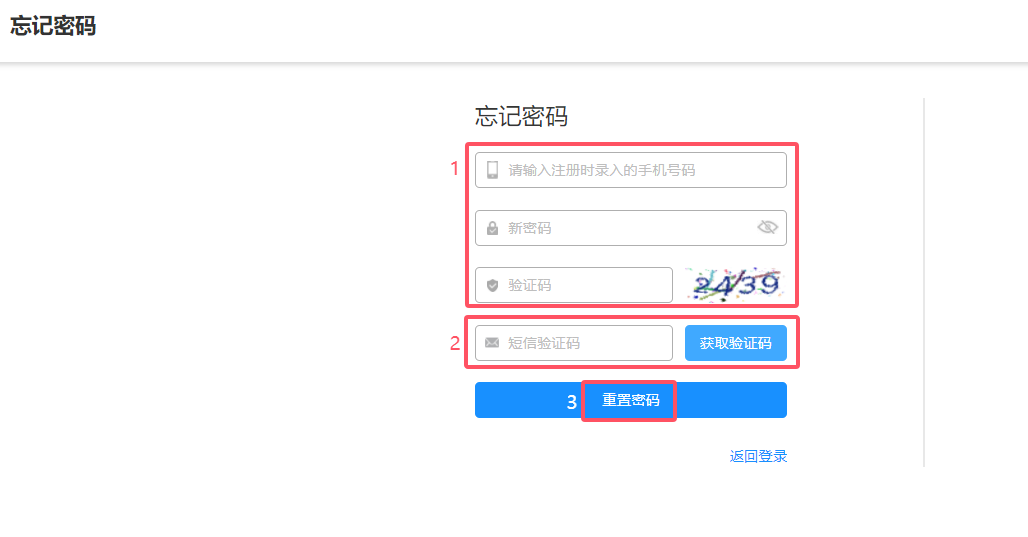 忘记密码
忘记密码
1
请输入注册时录入的手机号码
新密码
验证码
2439
2
短信验证码
获取验证码
3
重置密码
返回登录